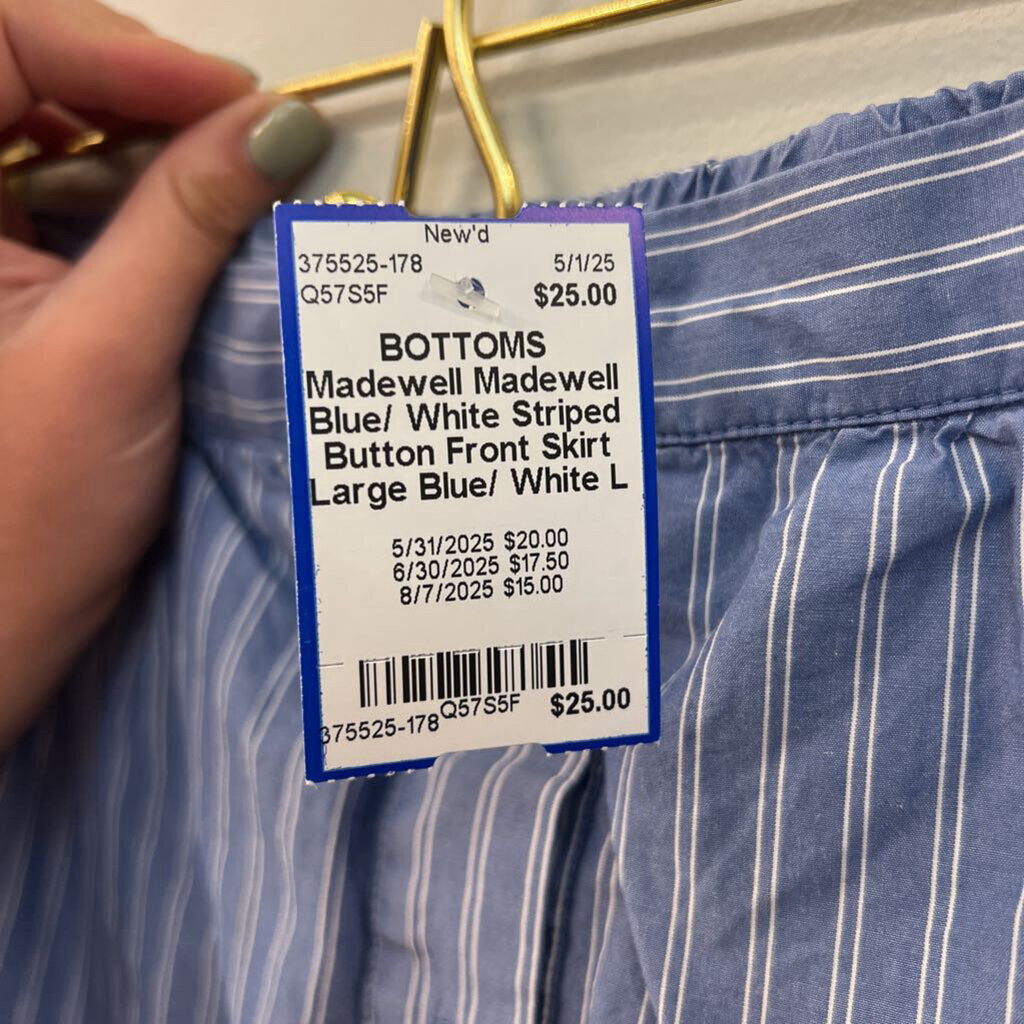 New'd
375525-178 5/1/25
Q57S5F $25.00
BOTTOMS
Madewell Madewell
Blue/ White Striped
Button Front Skirt
Large Blue/ White L
5/31/2025 $20.00
6/30/2025 $17.50
8/7/2025 $15.00
375525-178 Q57S5F $25.00